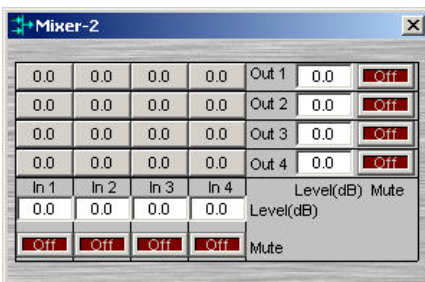 Mixer-2
0.0 0.0 0.0 0.0 Out 1 0.0 Off
0.0 0.0 0.0 0.0 Out 2 0.0 Off
0.0 0.0 0.0 0.0 Out 3 0.0 Off
0.0 0.0 0.0 0.0 Out 4 0.0 Off
In 1 In 2 In 3 In 4 Level(dB) Mute
0.0 0.0 0.0 0.0 Level(dB)
Off Off Off Off Mute